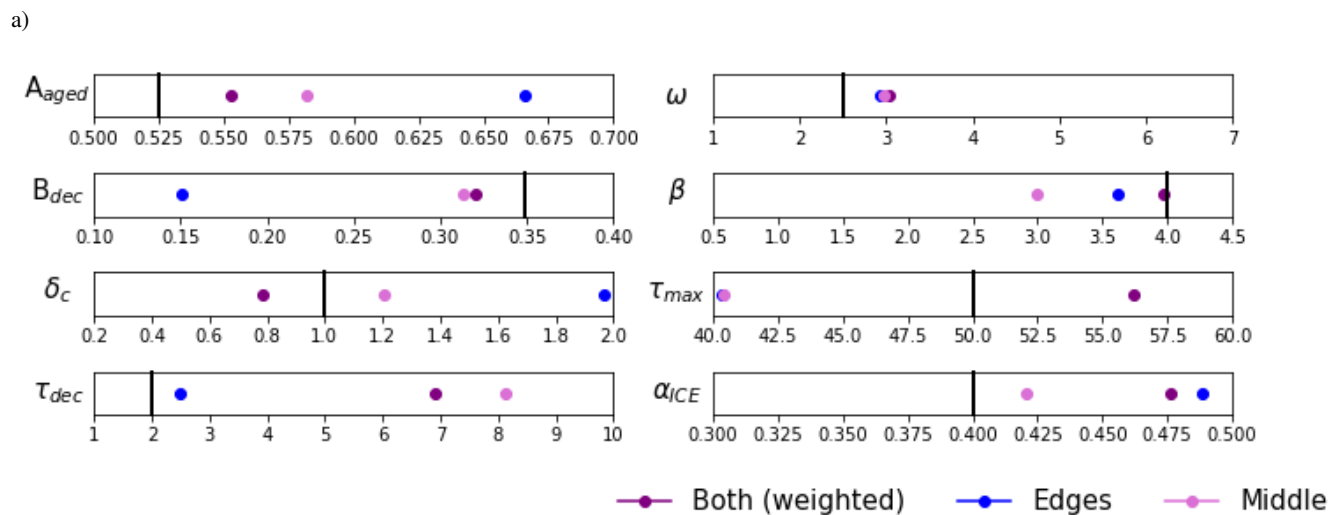 a)
A_aged
0.500 0.525 0.550 0.575 0.600 0.625 0.650 0.675 0.700
ω
1 2 3 4 5 6 7
B_dec
0.10 0.15 0.20 0.25 0.30 0.35 0.40
β
0.5 1.0 1.5 2.0 2.5 3.0 3.5 4.0 4.5
δ_c
0.2 0.4 0.6 0.8 1.0 1.2 1.4 1.6 1.8 2.0
τ_max
40.0 42.5 45.0 47.5 50.0 52.5 55.0 57.5 60.0
τ_dec
1 2 3 4 5 6 7 8 9 10
α_ICE
0.300 0.325 0.350 0.375 0.400 0.425 0.450 0.475 0.500
Both (weighted) Edges Middle